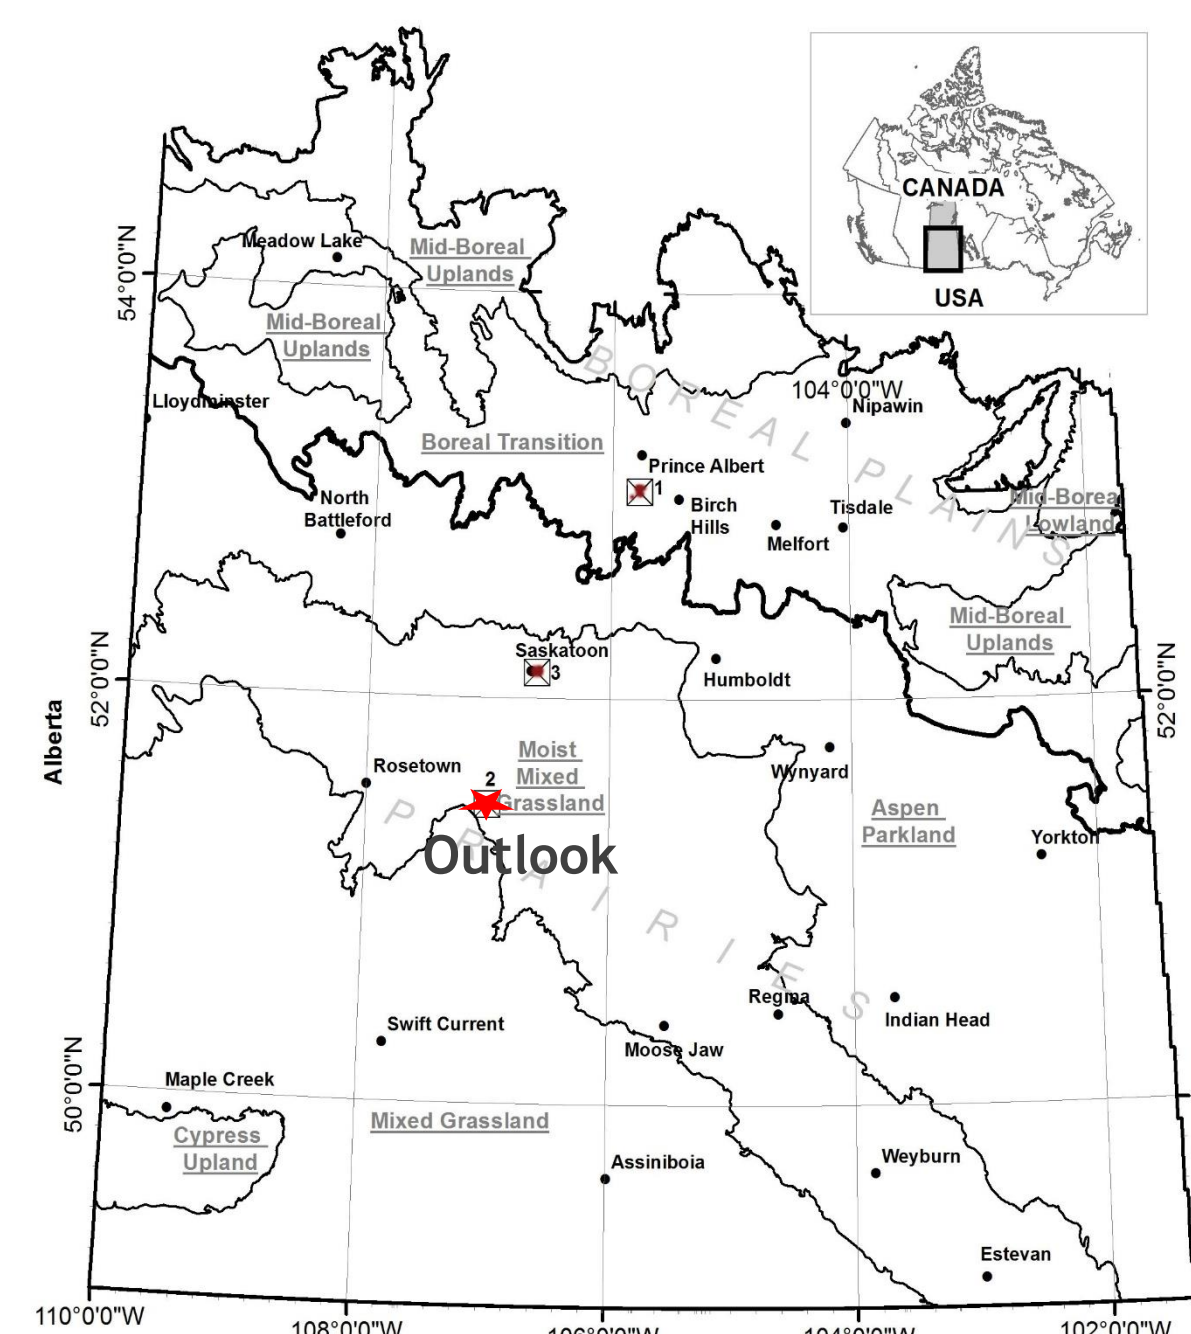 CANADA
USA
54°0'0"N
Meadow Lake
Mid-Boreal
Uplands
Mid-Boreal
Uplands
BOREAL PLAINS
104°0'0"W
Lloydminster
Nipawin
Boreal Transition
Prince Albert
1
North
Battleford
Birch
Hills
Tisdale
Melfort
Mid-Borea
Lowland
Mid-Boreal
Uplands
52°0'0"N
Saskatoon
3
Humboldt
52°0'0"N
Alberta
Rosetown
2
Moist
Mixed
Grassland
Wynyard
Aspen
Parkland
Yorkton
PRAIRIES
Outlook
Regina
Indian Head
Swift Current
Moose Jaw
50°0'0"N
Maple Creek
Cypress
Upland
Mixed Grassland
Assiniboia
Weyburn
Estevan
110°0'0"W
108°0'0"W
106°0'0"W
104°0'0"W
102°0'0"W